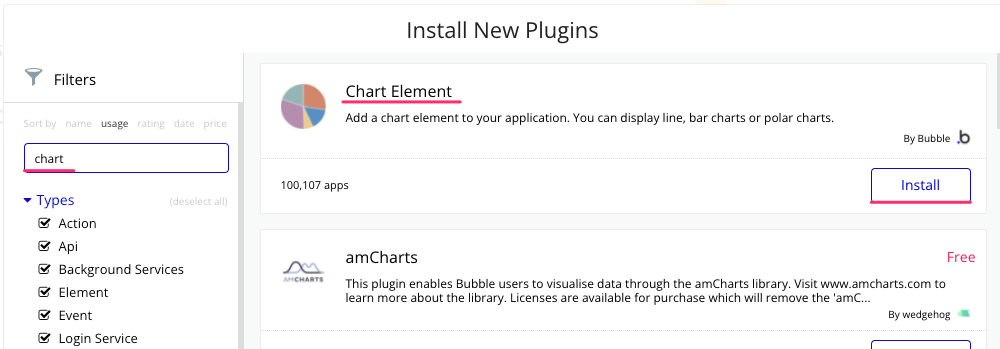 Install New Plugins
Filters
Sort by name usage rating date price
chart
Types (deselect all)
Action
Api
Background Services
Element
Event
Login Service
Chart Element
Add a chart element to your application. You can display line, bar charts or polar charts.
By Bubble .b
100,107 apps
Install
amCharts
Free
AMCHARTS
This plugin enables Bubble users to visualise data through the amCharts library. Visit www.amcharts.com to
learn more about the library. Licenses are available for purchase which will remove the 'amC...
By wedgehog